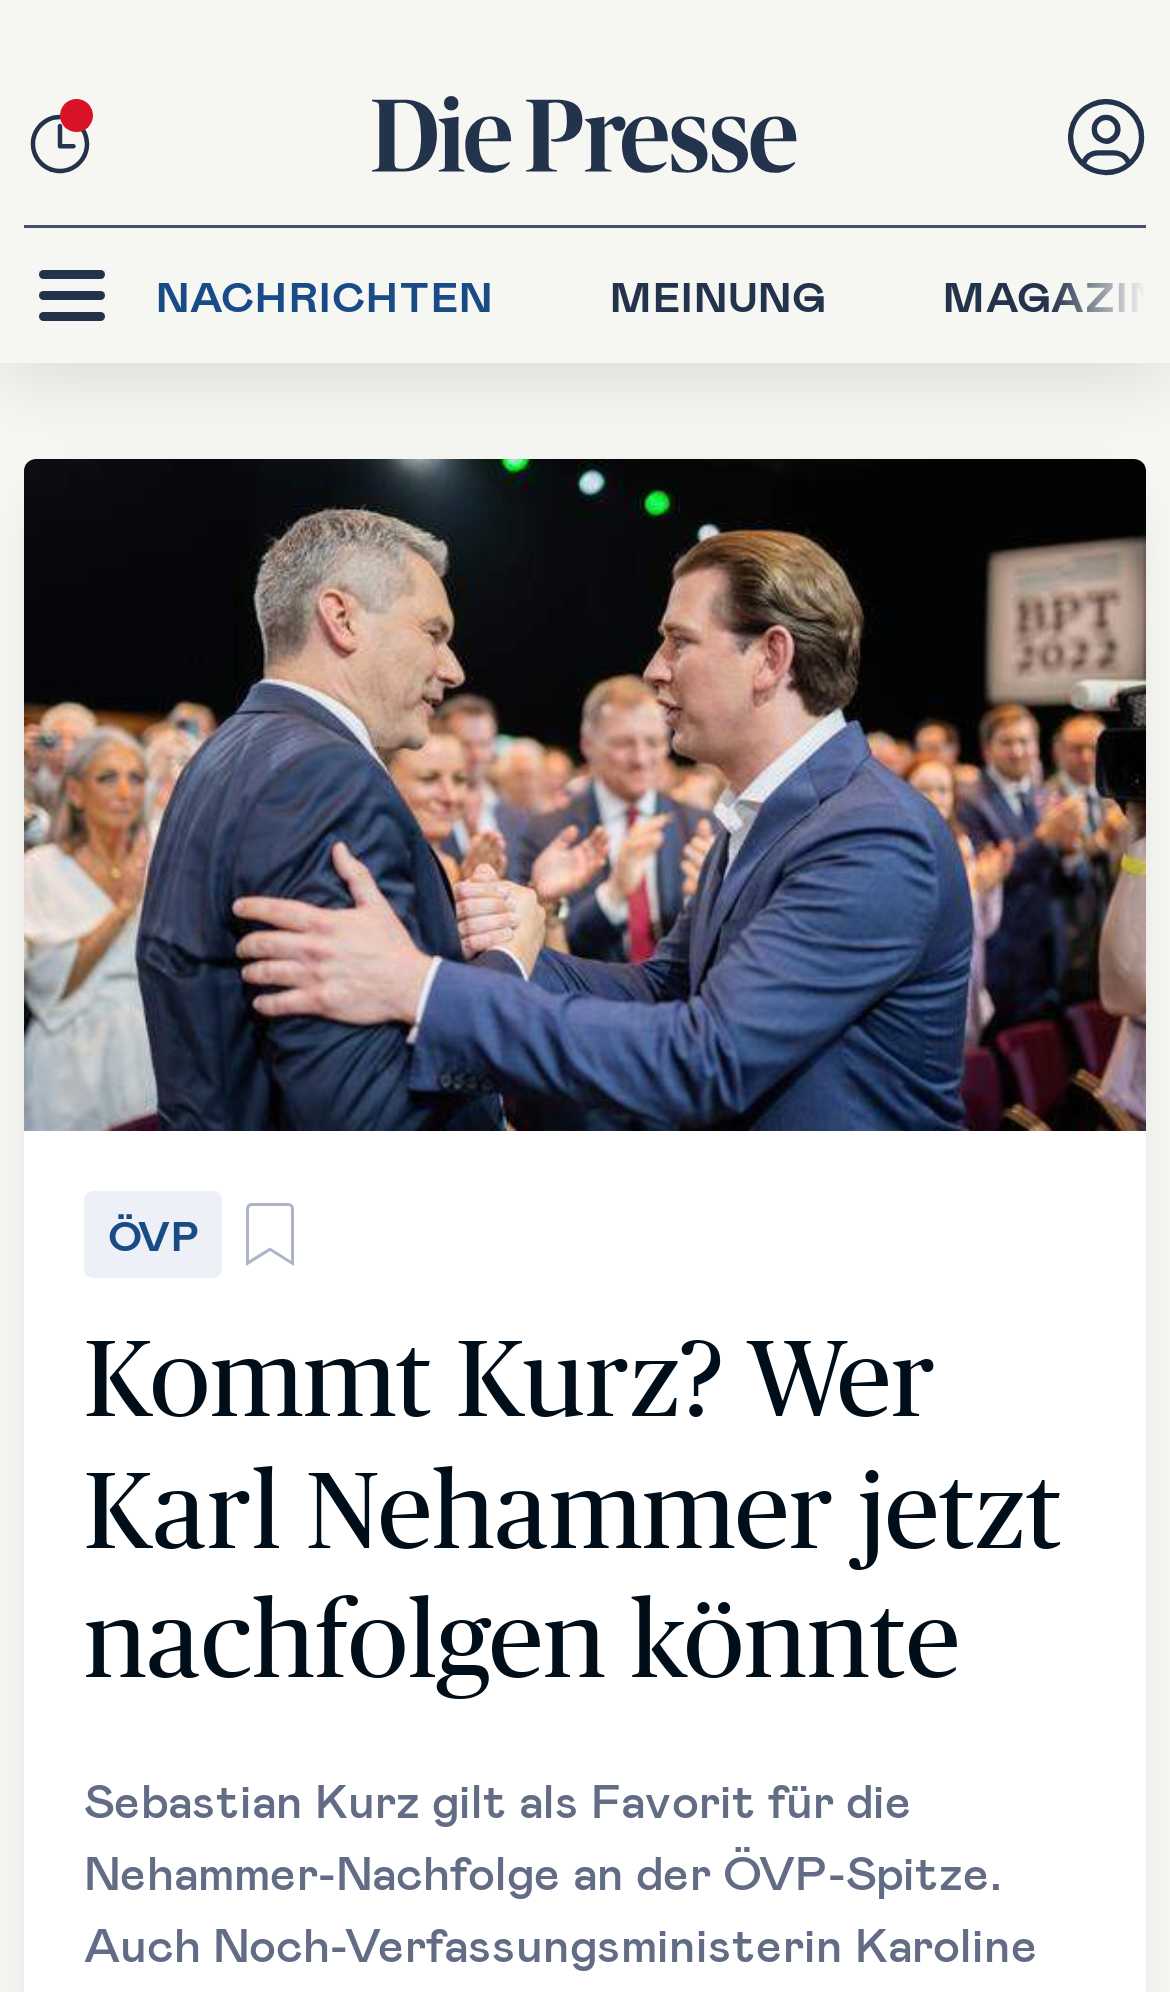 Die Presse
NACHRICHTEN MEINUNG MAGAZIN
BPT
2022
ÖVP
Kommt Kurz? Wer
Karl Nehammer jetzt
nachfolgen könnte
Sebastian Kurz gilt als Favorit für die
Nehammer-Nachfolge an der ÖVP-Spitze.
Auch Noch-Verfassungsministerin Karoline